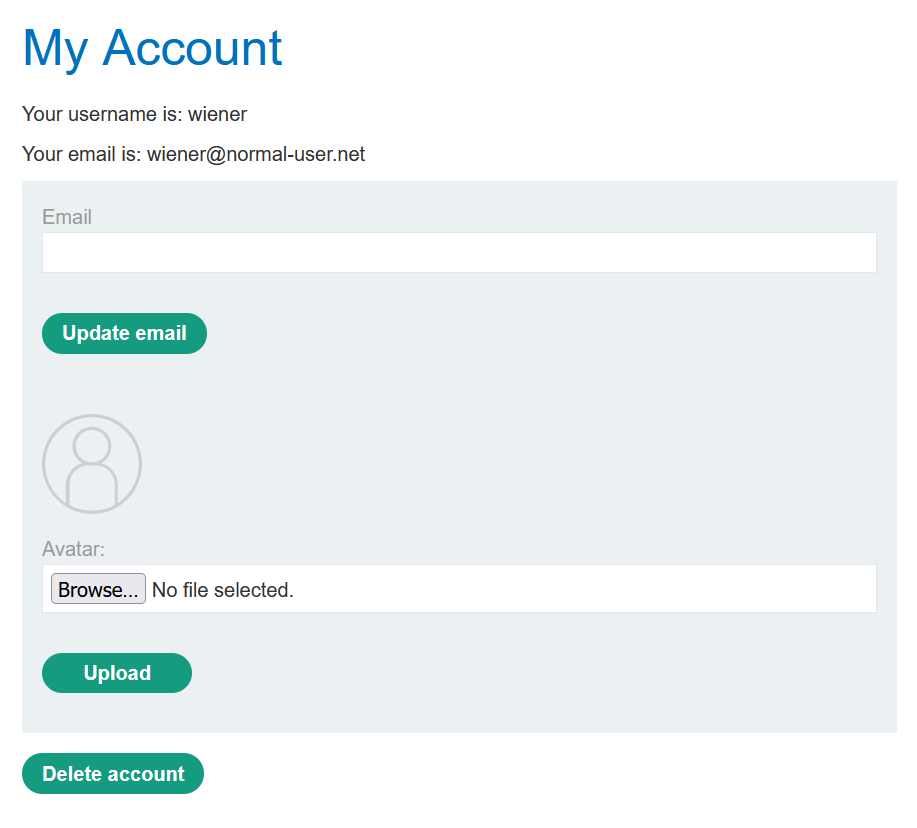 My Account
Your username is: wiener
Your email is: wiener@normal-user.net
Email
Update email
Avatar:
Browse... No file selected.
Upload
Delete account